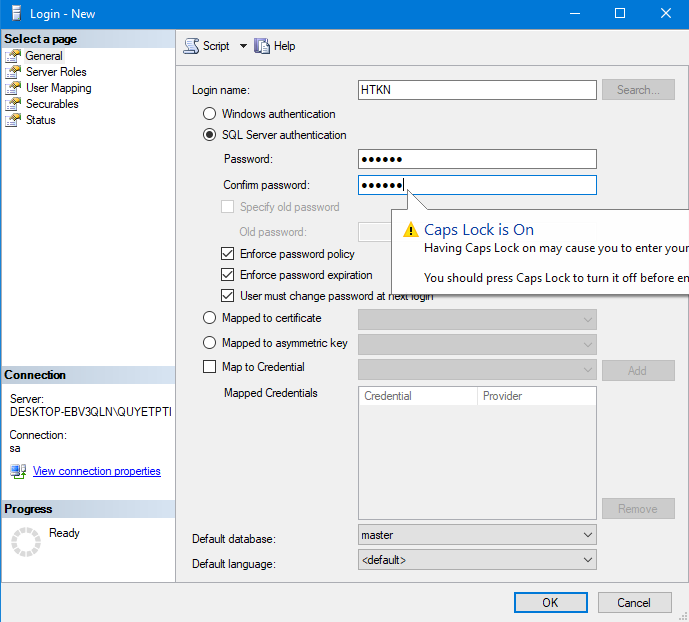 Login - New
Select a page
General
Server Roles
User Mapping
Securables
Status
Script
Help
Login name:
HTKN
Search...
Windows authentication
SQL Server authentication
Password:
●●●●●●
Confirm password:
●●●●●●
Specify old password
Old password:
Caps Lock is On
Having Caps Lock on may cause you to enter your
You should press Caps Lock to turn it off before en
Enforce password policy
Enforce password expiration
User must change password at next login
Mapped to certificate
Mapped to asymmetric key
Map to Credential
Add
Mapped Credentials
Credential Provider
Remove
Default database:
master
Default language:
<default>
Connection
Server:
DESKTOP-EBV3QLN\QUYETPTI
Connection:
sa
View connection properties
Progress
Ready
OK
Cancel